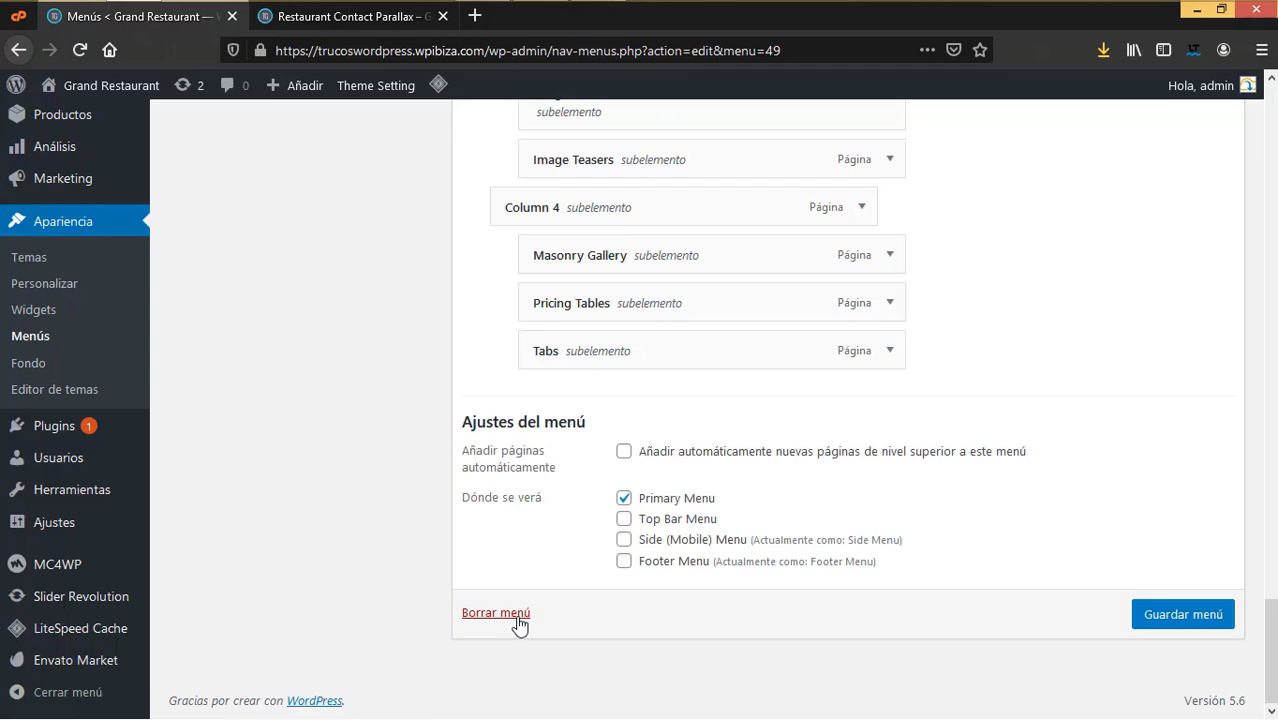 Menús < Grand Restaurant — W
Restaurant Contact Parallax – G
https://trucoswordpress.wpibiza.com/wp-admin/nav-menus.php?action=edit&menu=49
Grand Restaurant
2
0
Añadir
Theme Setting
Hola, admin
Productos
Análisis
Marketing
Apariencia
Temas
Personalizar
Widgets
Menús
Fondo
Editor de temas
Plugins 1
Usuarios
Herramientas
Ajustes
MC4WP
Slider Revolution
LiteSpeed Cache
Envato Market
Cerrar menú
subelemento
Image Teasers subelemento Página
Column 4 subelemento Página
Masonry Gallery subelemento Página
Pricing Tables subelemento Página
Tabs subelemento Página
Ajustes del menú
Añadir páginas
automáticamente
Añadir automáticamente nuevas páginas de nivel superior a este menú
Dónde se verá
Primary Menu
Top Bar Menu
Side (Mobile) Menu (Actualmente como: Side Menu)
Footer Menu (Actualmente como: Footer Menu)
Borrar menú
Guardar menú
Gracias por crear con WordPress.
Versión 5.6